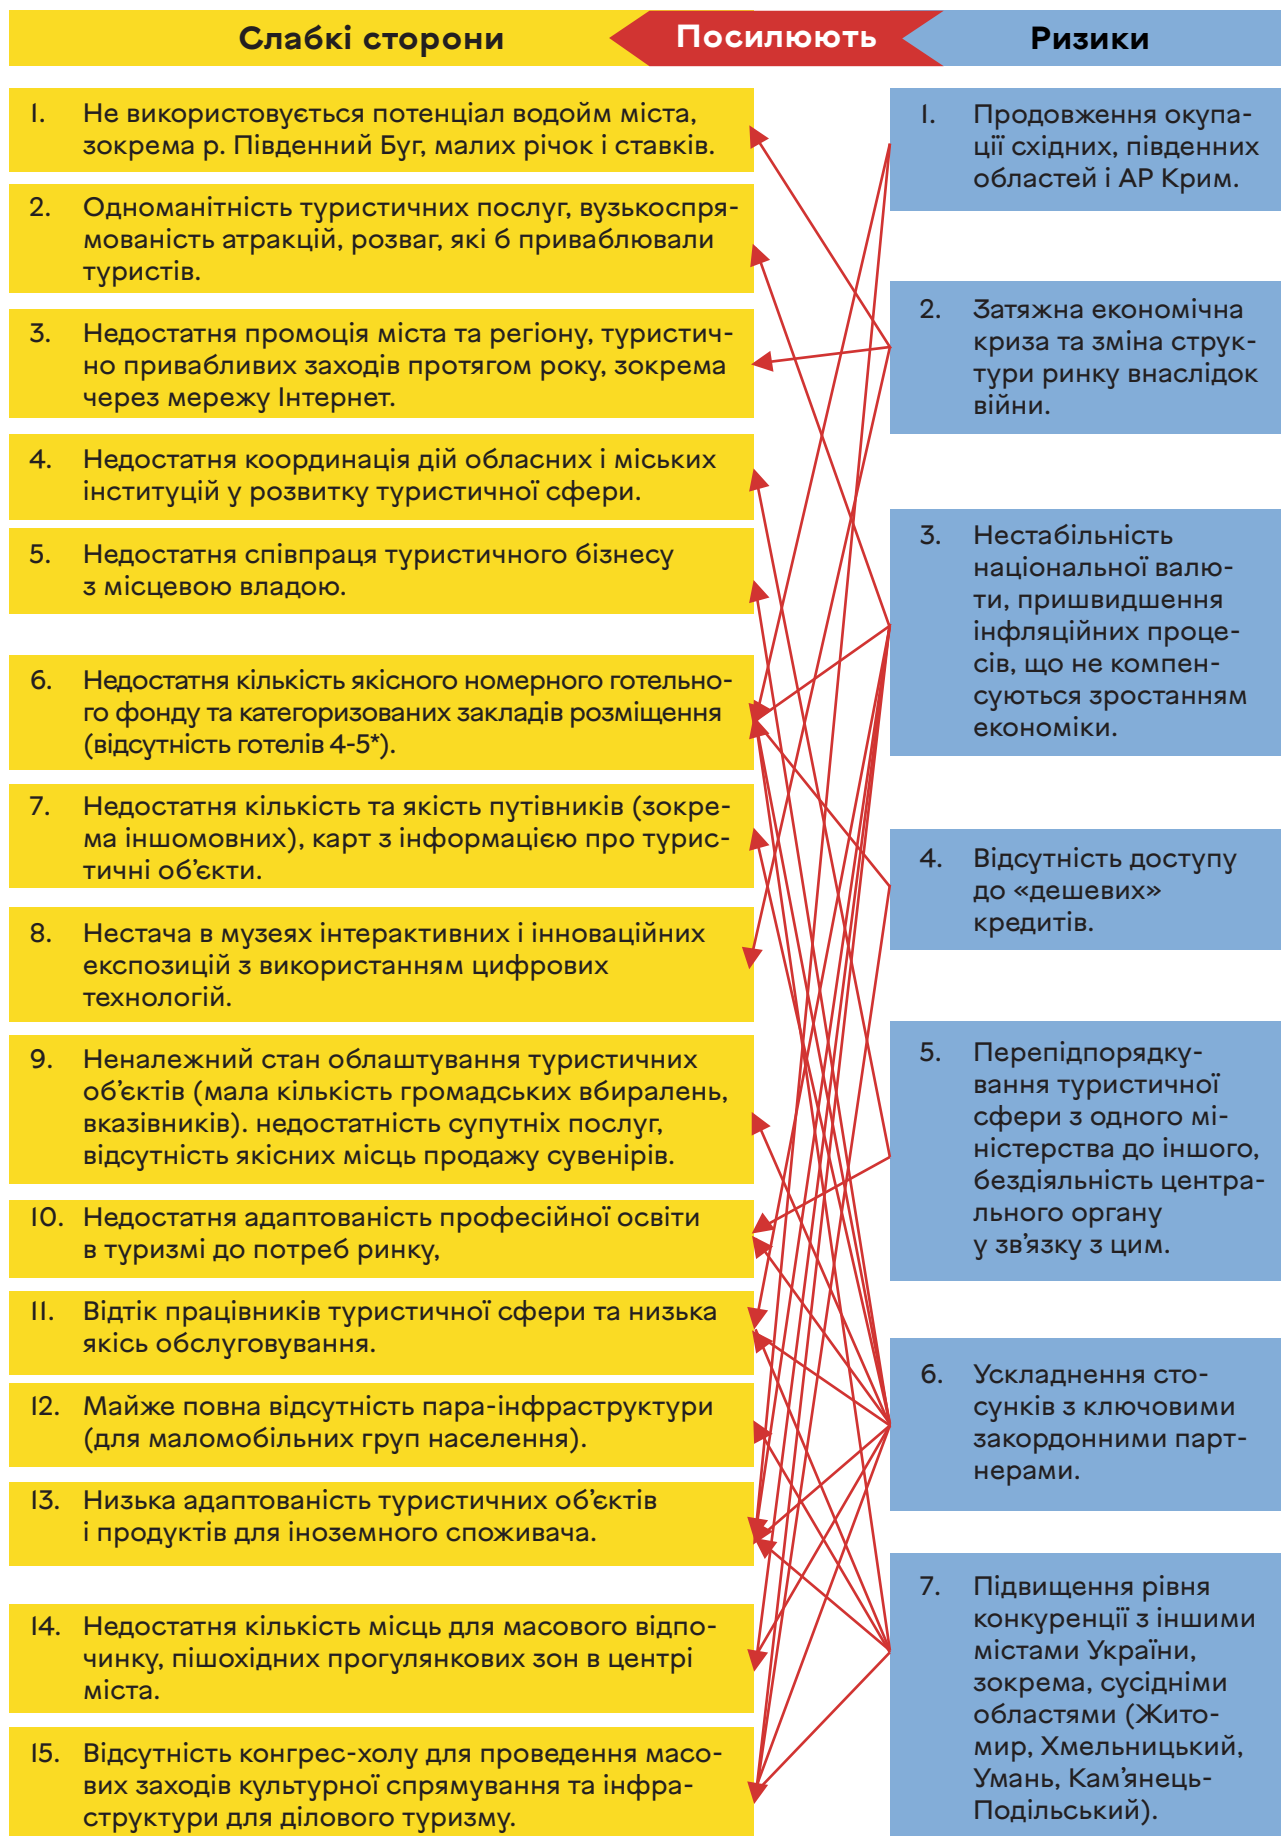 Слабкі сторони
Посилюють
Ризики
1. Не використовується потенціал водойм міста,
зокрема р. Південний Буг, малих річок і ставків.
2. Одноманітність туристичних послуг, вузькоспря-
мованість атракцій, розваг, які б приваблювали
туристів.
3. Недостатня промоція міста та регіону, туристич-
но привабливих заходів протягом року, зокрема
через мережу Інтернет.
4. Недостатня координація дій обласних і міських
інституцій у розвитку туристичної сфери.
5. Недостатня співпраця туристичного бізнесу
з місцевою владою.
6. Недостатня кількість якісного номерного готельно-
го фонду та категоризованих закладів розміщення
(відсутність готелів 4-5*).
7. Недостатня кількість та якість путівників (зокре-
ма іншомовних), карт з інформацією про турис-
тичні об’єкти.
8. Нестача в музеях інтерактивних і інноваційних
експозицій з використанням цифрових
технологій.
9. Неналежний стан облаштування туристичних
об’єктів (мала кількість громадських вбиралень,
вказівників). недостатність супутніх послуг,
відсутність якісних місць продажу сувенірів.
10. Недостатня адаптованість професійної освіти
в туризмі до потреб ринку,
11. Відтік працівників туристичної сфери та низька
якісь обслуговування.
12. Майже повна відсутність пара-інфраструктури
(для маломобільних груп населення).
13. Низька адаптованість туристичних об’єктів
і продуктів для іноземного споживача.
14. Недостатня кількість місць для масового відпо-
чинку, пішохідних прогулянкових зон в центрі
міста.
15. Відсутність конгрес-холу для проведення масо-
вих заходів культурної спрямування та інфра-
структури для ділового туризму.
1. Продовження окупа-
ції східних, південних
областей і АР Крим.
2. Затяжна економічна
криза та зміна струк-
тури ринку внаслідок
війни.
3. Нестабільність
національної валю-
ти, пришвидшення
інфляційних проце-
сів, що не компен-
суються зростанням
економіки.
4. Відсутність доступу
до «дешевих»
кредитів.
5. Перепідпорядку-
вання туристичної
сфери з одного мі-
ністерства до іншого,
бездіяльність центра-
льного органу
у зв’язку з цим.
6. Ускладнення сто-
сунків з ключовими
закордонними парт-
нерами.
7. Підвищення рівня
конкуренції з іншими
містами України,
зокрема, сусідніми
областями (Жито-
мир, Хмельницький,
Умань, Кам’янець-
Подільський).